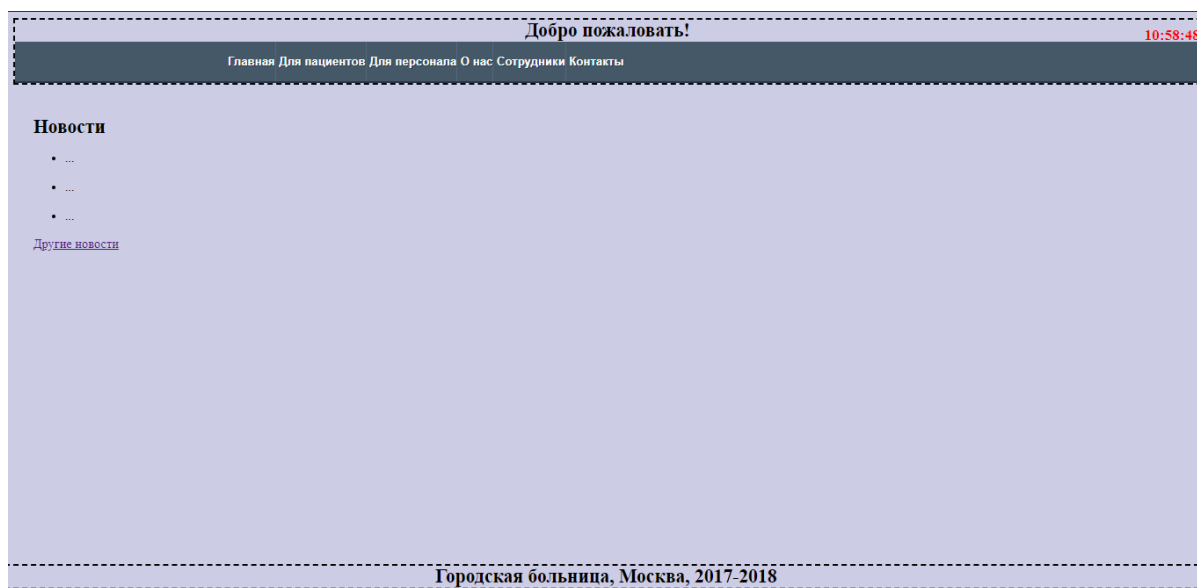 Добро пожаловать!
10:58:48
Главная Для пациентов Для персонала О нас Сотрудники Контакты
Новости
• ...
• ...
• ...
Другие новости
Городская больница, Москва, 2017-2018